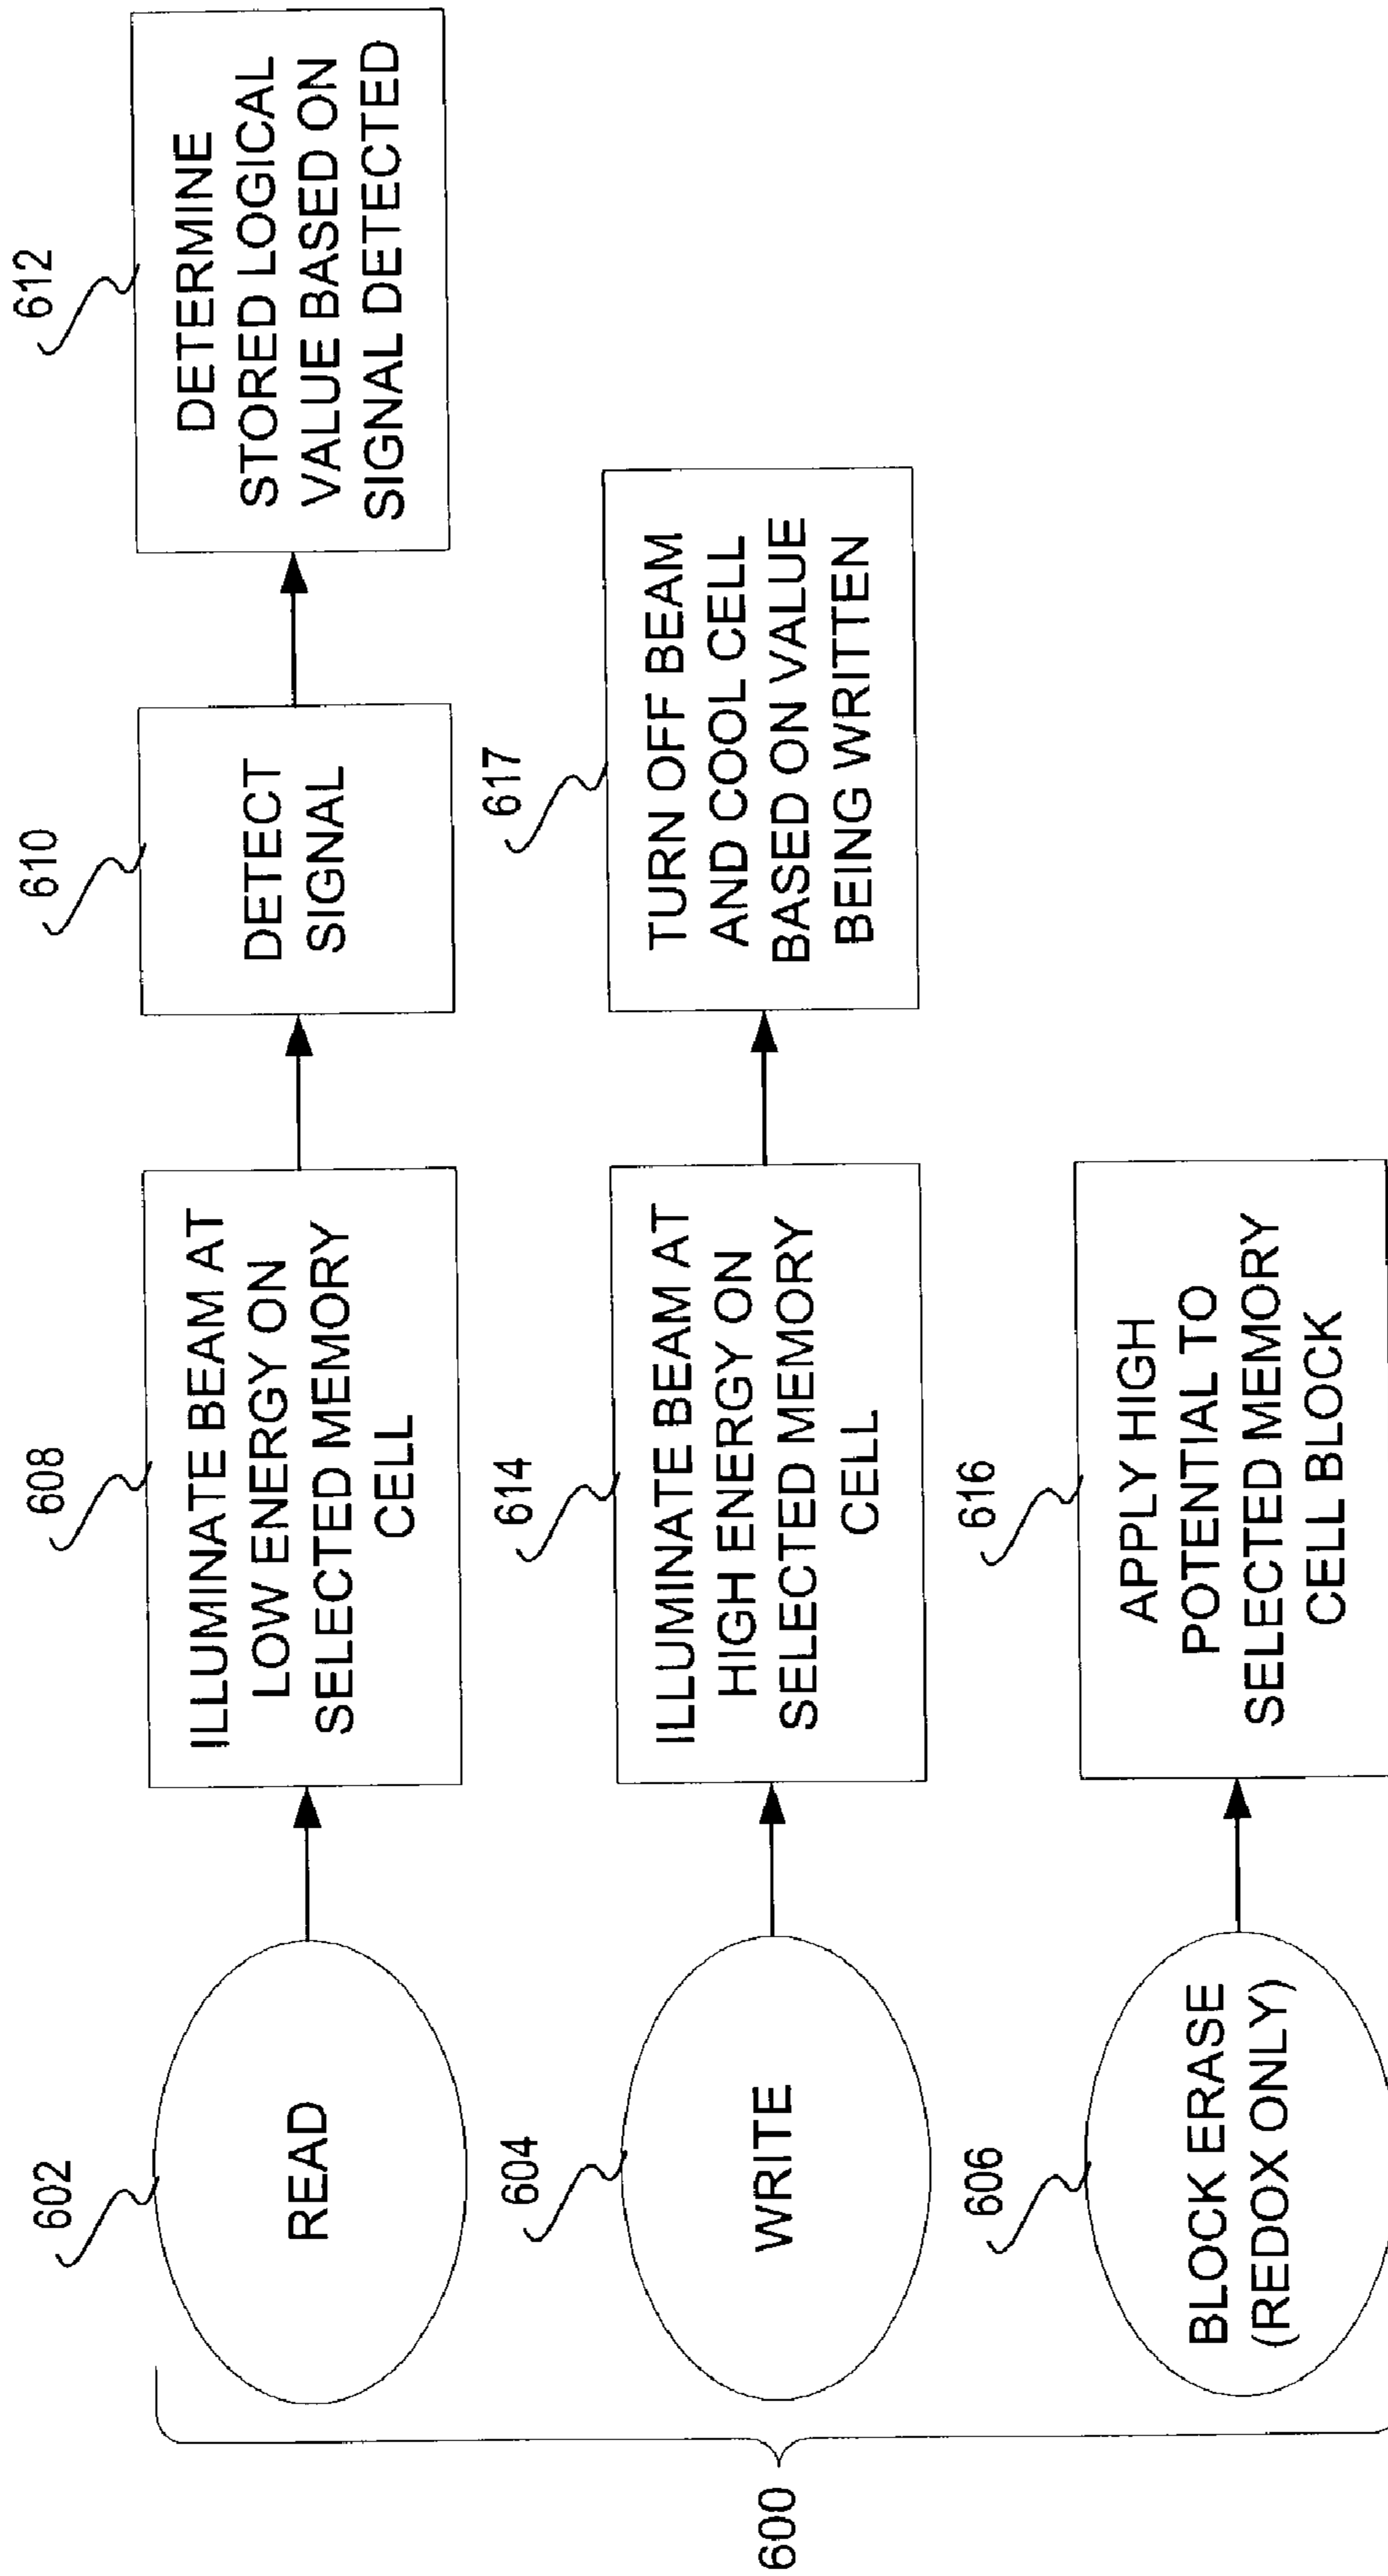 600
602
READ
608
ILLUMINATE BEAM AT
LOW ENERGY ON
SELECTED MEMORY
CELL
610
DETECT
SIGNAL
612
DETERMINE
STORED LOGICAL
VALUE BASED ON
SIGNAL DETECTED
604
WRITE
614
ILLUMINATE BEAM AT
HIGH ENERGY ON
SELECTED MEMORY
CELL
617
TURN OFF BEAM
AND COOL CELL
BASED ON VALUE
BEING WRITTEN
606
BLOCK ERASE
(REDOX ONLY)
616
APPLY HIGH
POTENTIAL TO
SELECTED MEMORY
CELL BLOCK